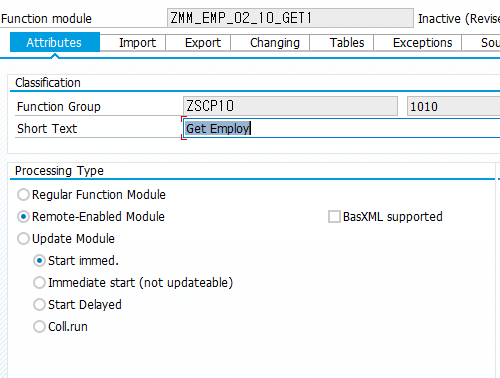 Function module ZMM_EMP_02_10_GET1 Inactive (Revise
Attributes Import Export Changing Tables Exceptions Sou
Classification
Function Group ZSCP10 1010
Short Text Get Employ
Processing Type
Regular Function Module
Remote-Enabled Module BasXML supported
Update Module
Start immed.
Immediate start (not updateable)
Start Delayed
Coll.run